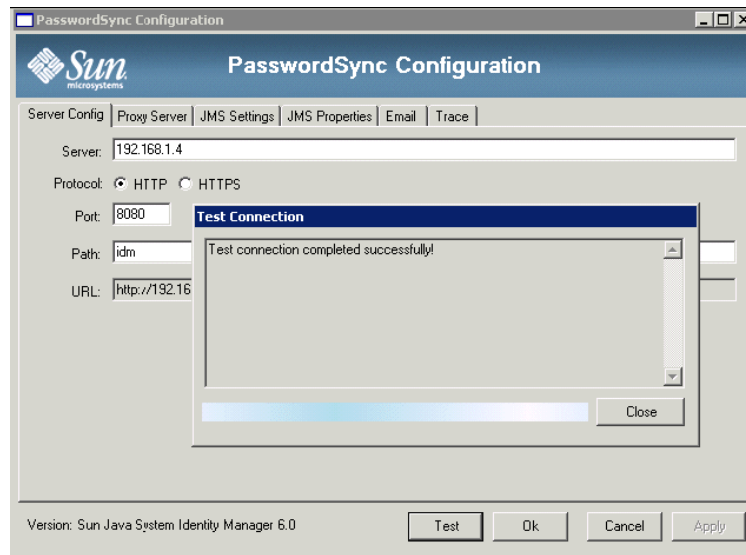 PasswordSync Configuration
Sun
microsystems
PasswordSync Configuration
Server Config Proxy Server JMS Settings JMS Properties Email Trace
Server: 192.168.1.4
Protocol: HTTP HTTPS
Port: 8080
Test Connection
Path: idm
Test connection completed successfully!
URL: http://192.16
Close
Version: Sun Java System Identity Manager 6.0
Test Ok Cancel Apply